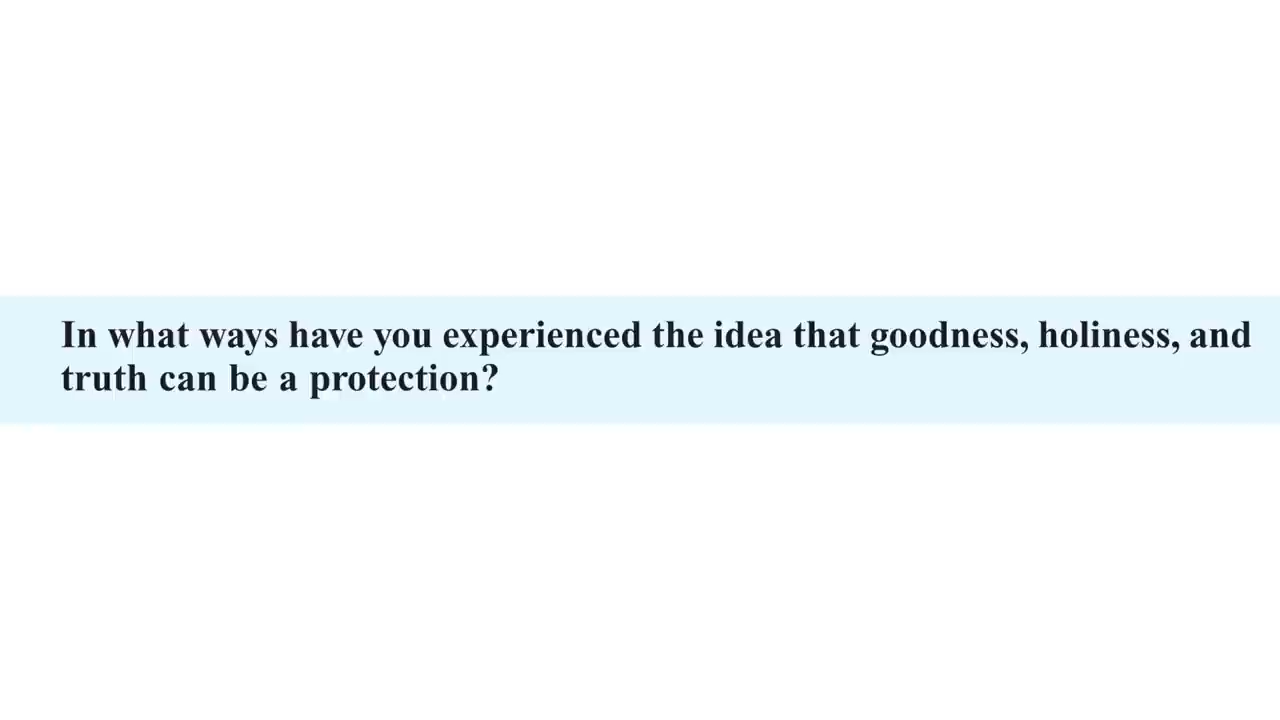 In what ways have you experienced the idea that goodness, holiness, and
truth can be a protection?